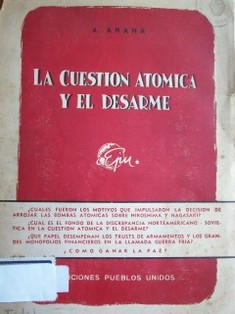 A. ARANA
LA CUESTION ATOMICA
Y EL DESARME
Epu
¿CUALES FUERON LOS MOTIVOS QUE IMPULSARON LA DECISION DE
ARROJAR LAS BOMBAS ATOMICAS SOBRE HIROSHIMA Y NAGASAKI?
¿CUAL ES EL FONDO DE LA DISCREPANCIA NORTEAMERICANO - SOVIE-
TICA EN LA CUESTION ATOMICA Y EL DESARME?
¿QUE PAPEL DESEMPEÑAN LOS TRUSTS DE ARMAMENTOS Y LOS GRAN-
DES MONOPOLIOS FINANCIEROS EN LA LLAMADA GUERRA FRIA?
¿COMO GANAR LA PAZ?
CIONES PUEBLOS UNIDOS